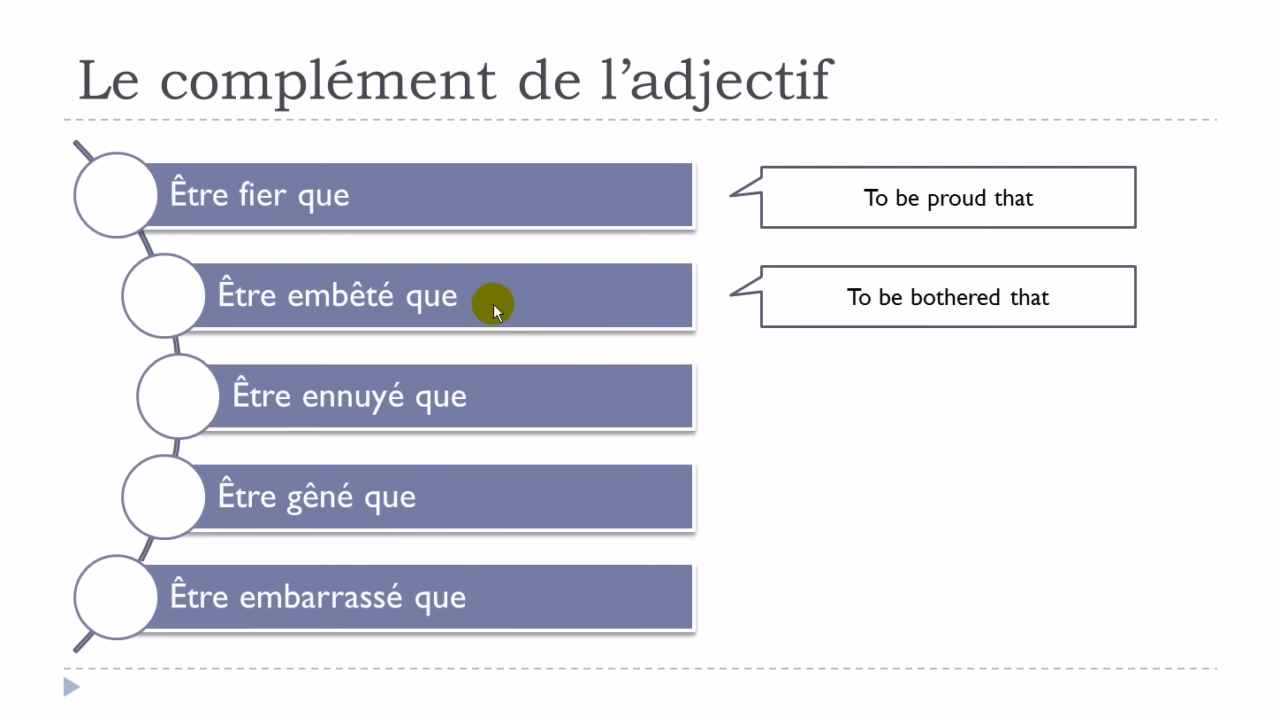 Le complément de l’adjectif
Être fier que
To be proud that
Être embêté que
To be bothered that
Être ennuyé que
Être gêné que
Être embarrassé que